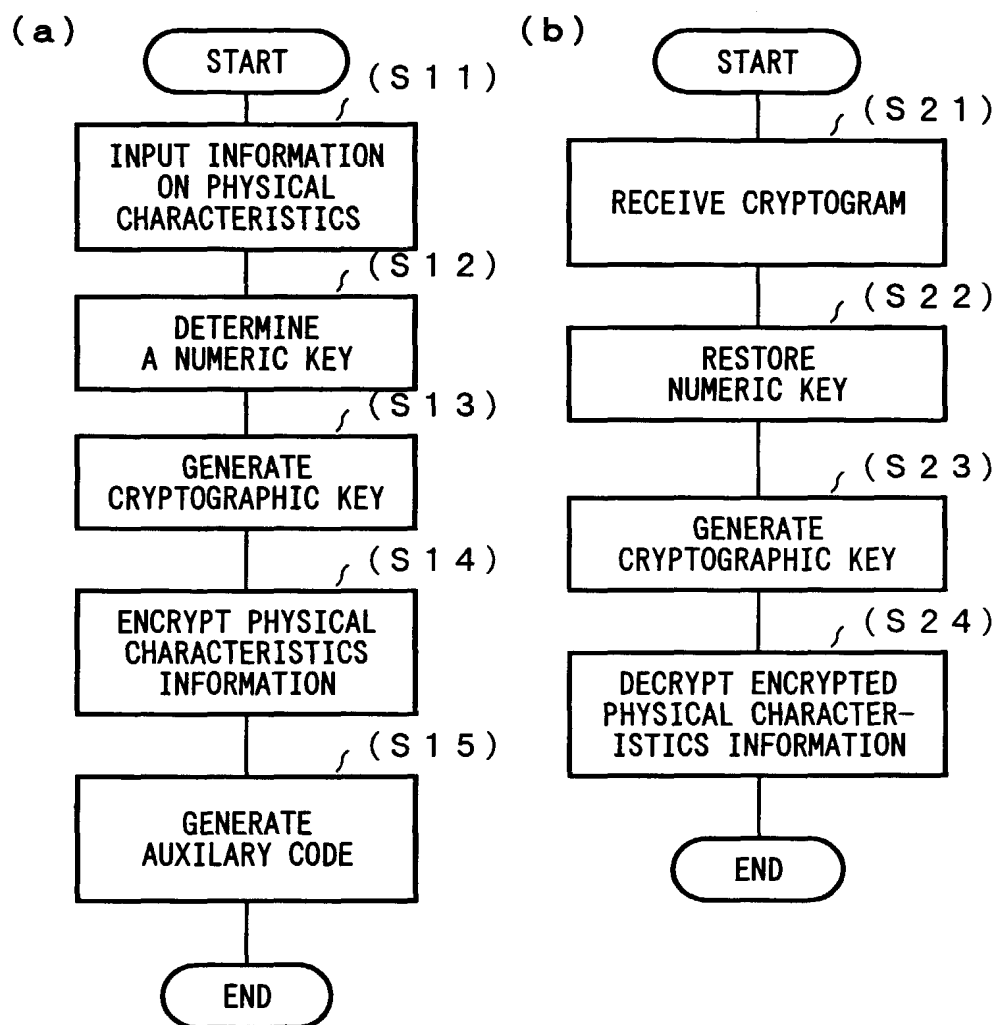 (a)
START
(S11)
INPUT INFORMATION
ON PHYSICAL
CHARACTERISTICS
(S12)
DETERMINE
A NUMERIC KEY
(S13)
GENERATE
CRYPTOGRAPHIC KEY
(S14)
ENCRYPT PHYSICAL
CHARACTERISTICS
INFORMATION
(S15)
GENERATE
AUXILARY CODE
END
(b)
START
(S21)
RECEIVE CRYPTOGRAM
(S22)
RESTORE
NUMERIC KEY
(S23)
GENERATE
CRYPTOGRAPHIC KEY
(S24)
DECRYPT ENCRYPTED
PHYSICAL CHARACTER-
ISTICS INFORMATION
END